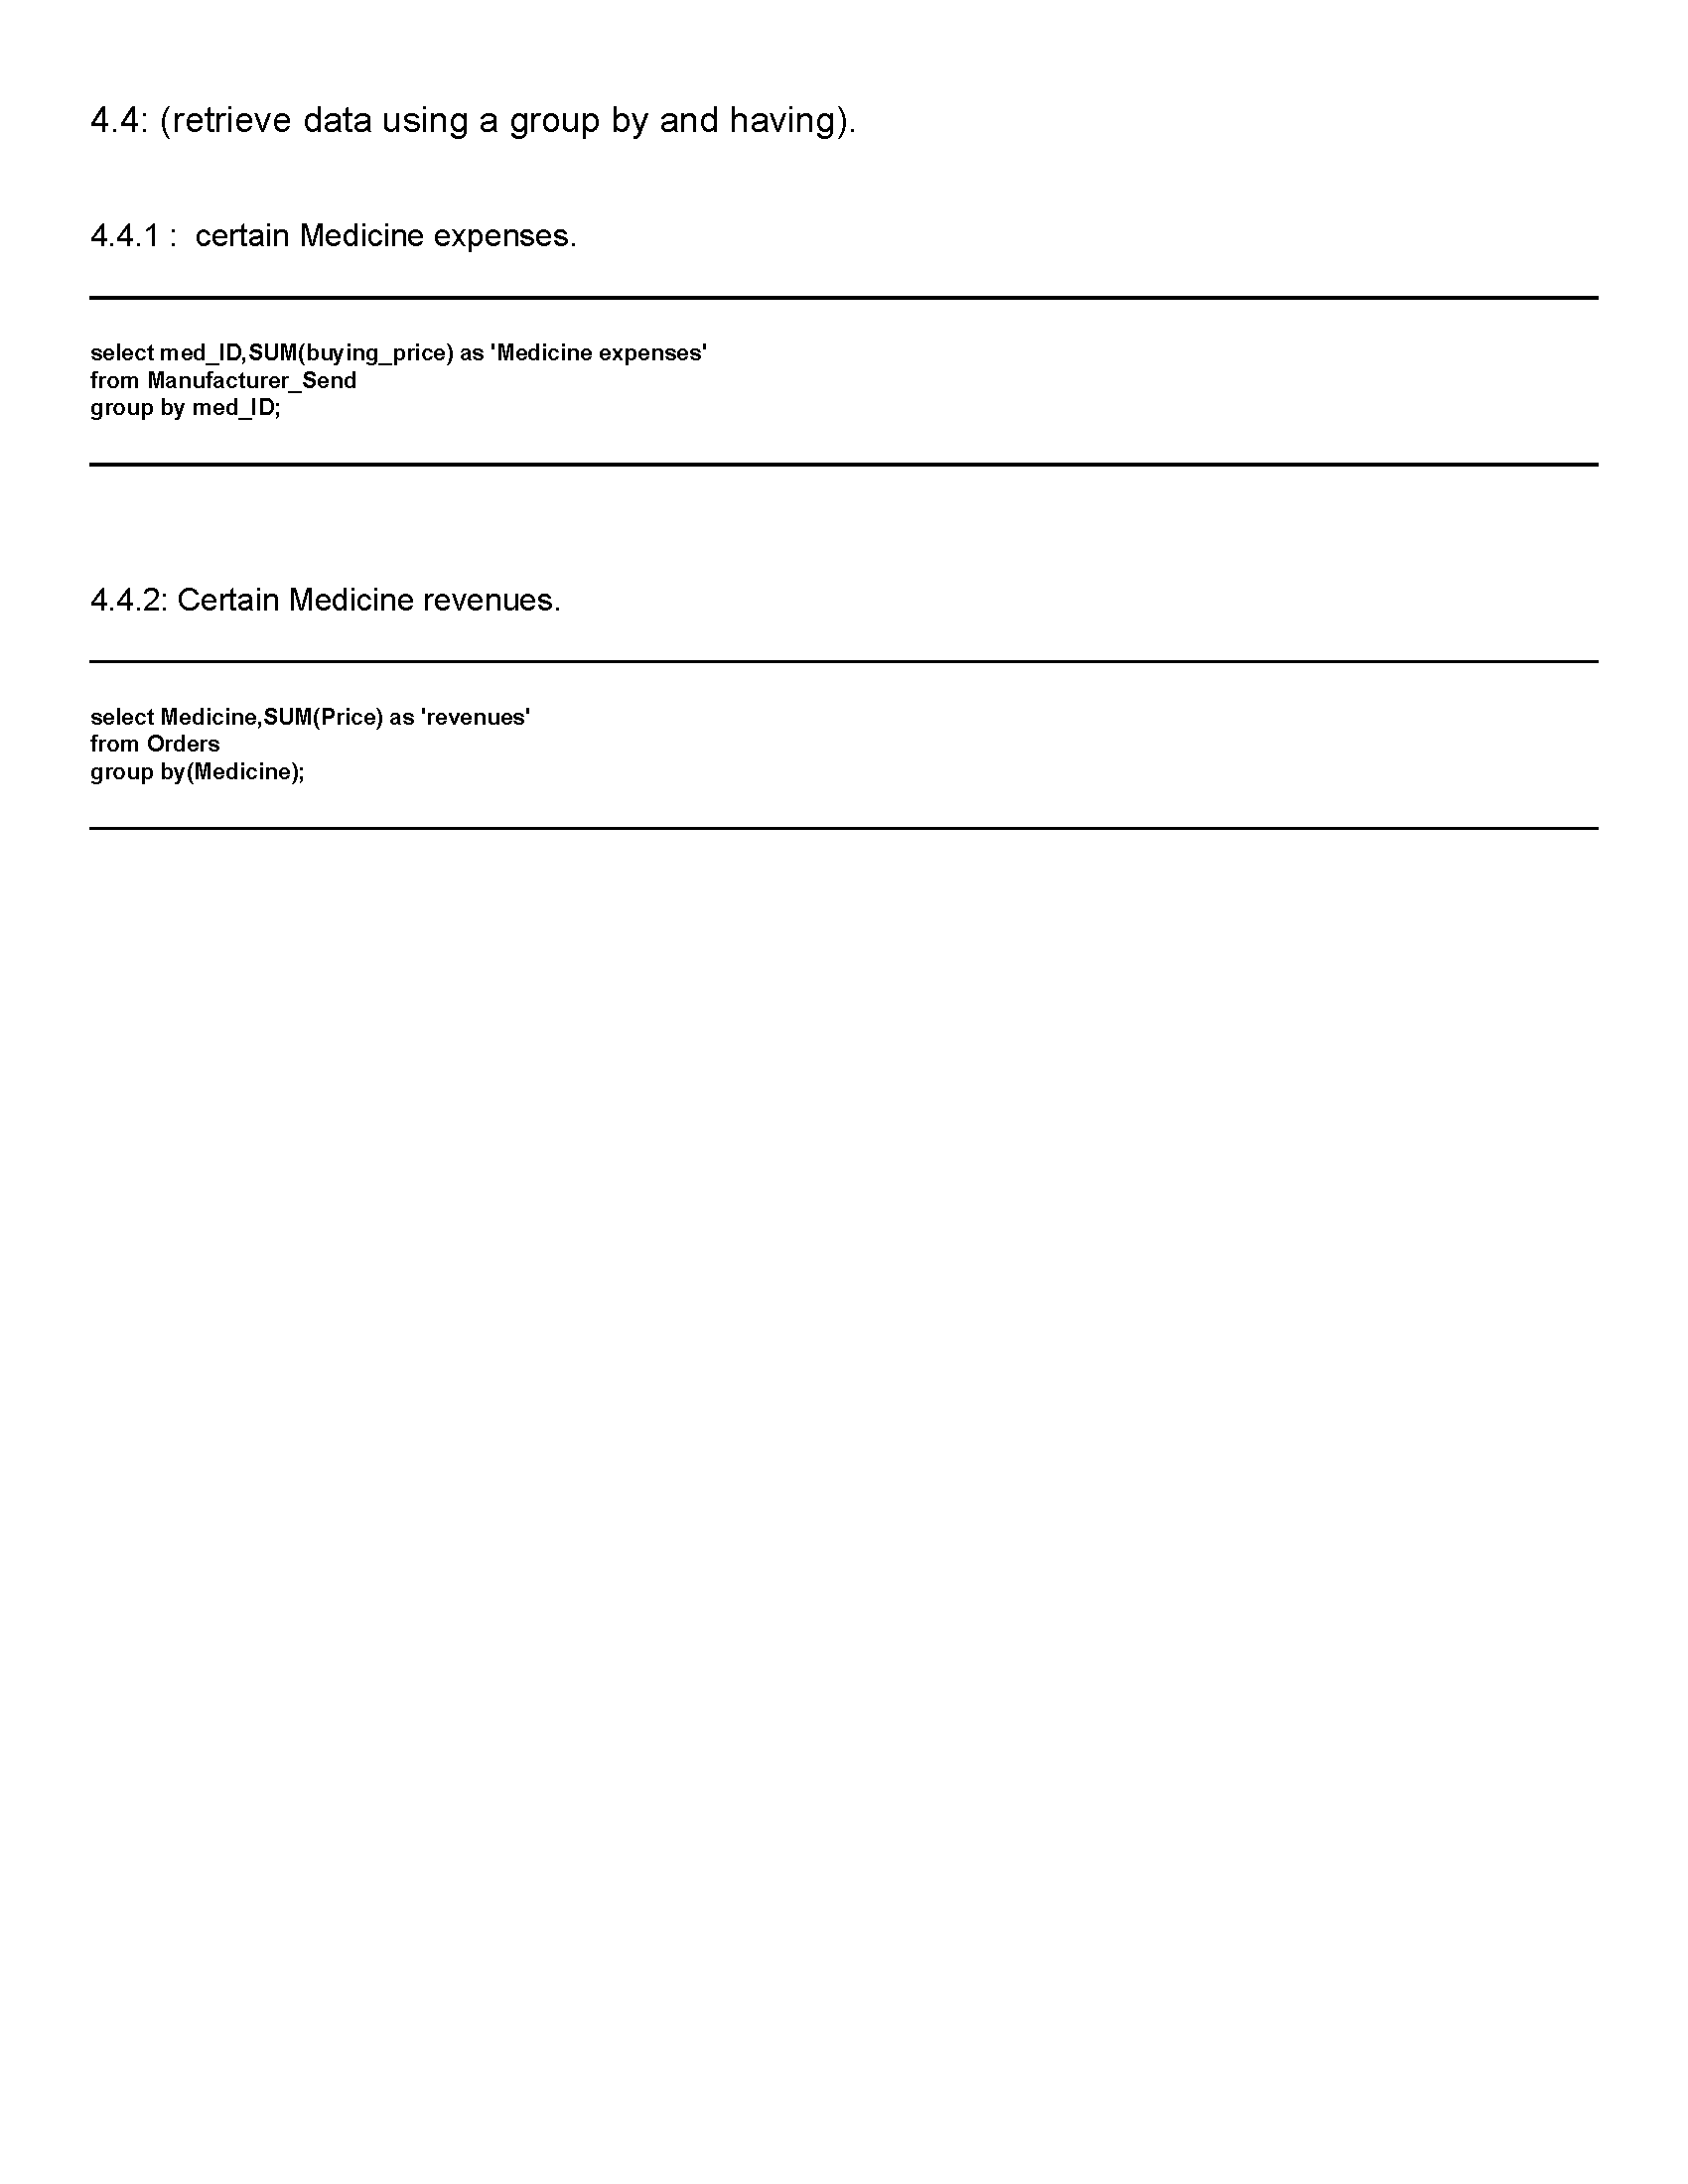 4.4: (retrieve data using a group by and having).
4.4.1 :  certain Medicine expenses.
select med_ID,SUM(buying_price) as 'Medicine expenses'
from Manufacturer_Send
group by med_ID;
4.4.2: Certain Medicine revenues.
select Medicine,SUM(Price) as 'revenues'
from Orders
group by(Medicine);